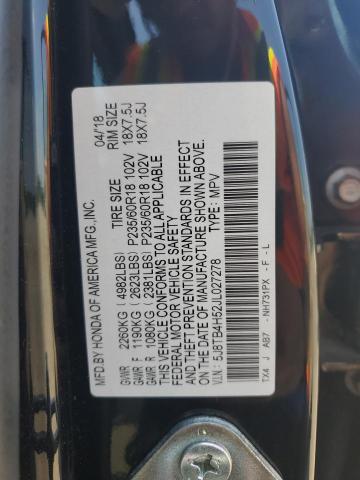 MFD.BY HONDA OF AMERICA MFG.,INC. 04/18
TIRE SIZE RIM SIZE
GVWR 2260KG (4982LBS)
GAWR F 1190KG (2623LBS) P235/60R18 102V 18X7.5J
GAWR R 1080KG (2381LBS) P235/60R18 102V 18X7.5J
THIS VEHICLE CONFORMS TO ALL APPLICABLE
FEDERAL MOTOR VEHICLE SAFETY
AND THEFT PREVENTION STANDARDS IN EFFECT
ON THE DATE OF MANUFACTURE SHOWN ABOVE.
V.I.N.: 5J8TB4H52JL027278 TYPE: MPV
TX4 J A87 - NH731PX - F - L